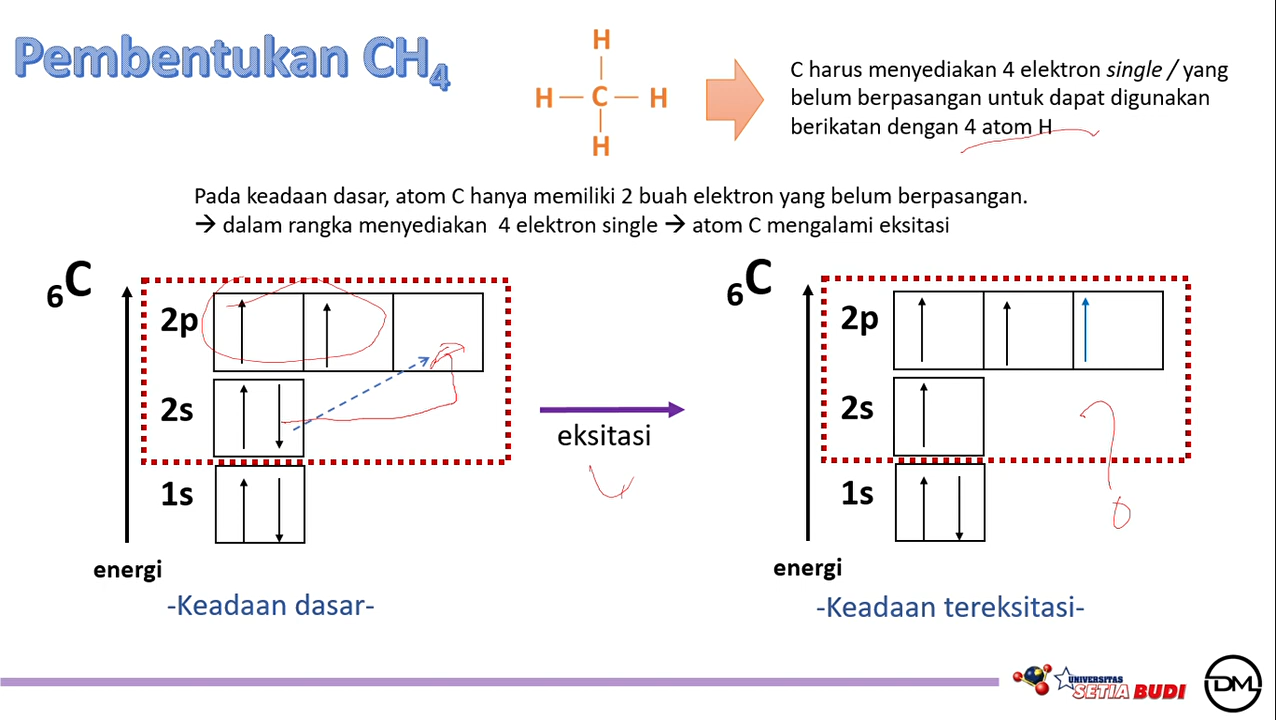 Pembentukan CH4
H
H — C — H
H
C harus menyediakan 4 elektron single / yang
belum berpasangan untuk dapat digunakan
berikatan dengan 4 atom H
Pada keadaan dasar, atom C hanya memiliki 2 buah elektron yang belum berpasangan.
→ dalam rangka menyediakan 4 elektron single → atom C mengalami eksitasi
6C
2p
2s
1s
energi
-Keadaan dasar-
eksitasi
6C
2p
2s
1s
energi
-Keadaan tereksitasi-
UNIVERSITAS
SETIA BUDI
DM